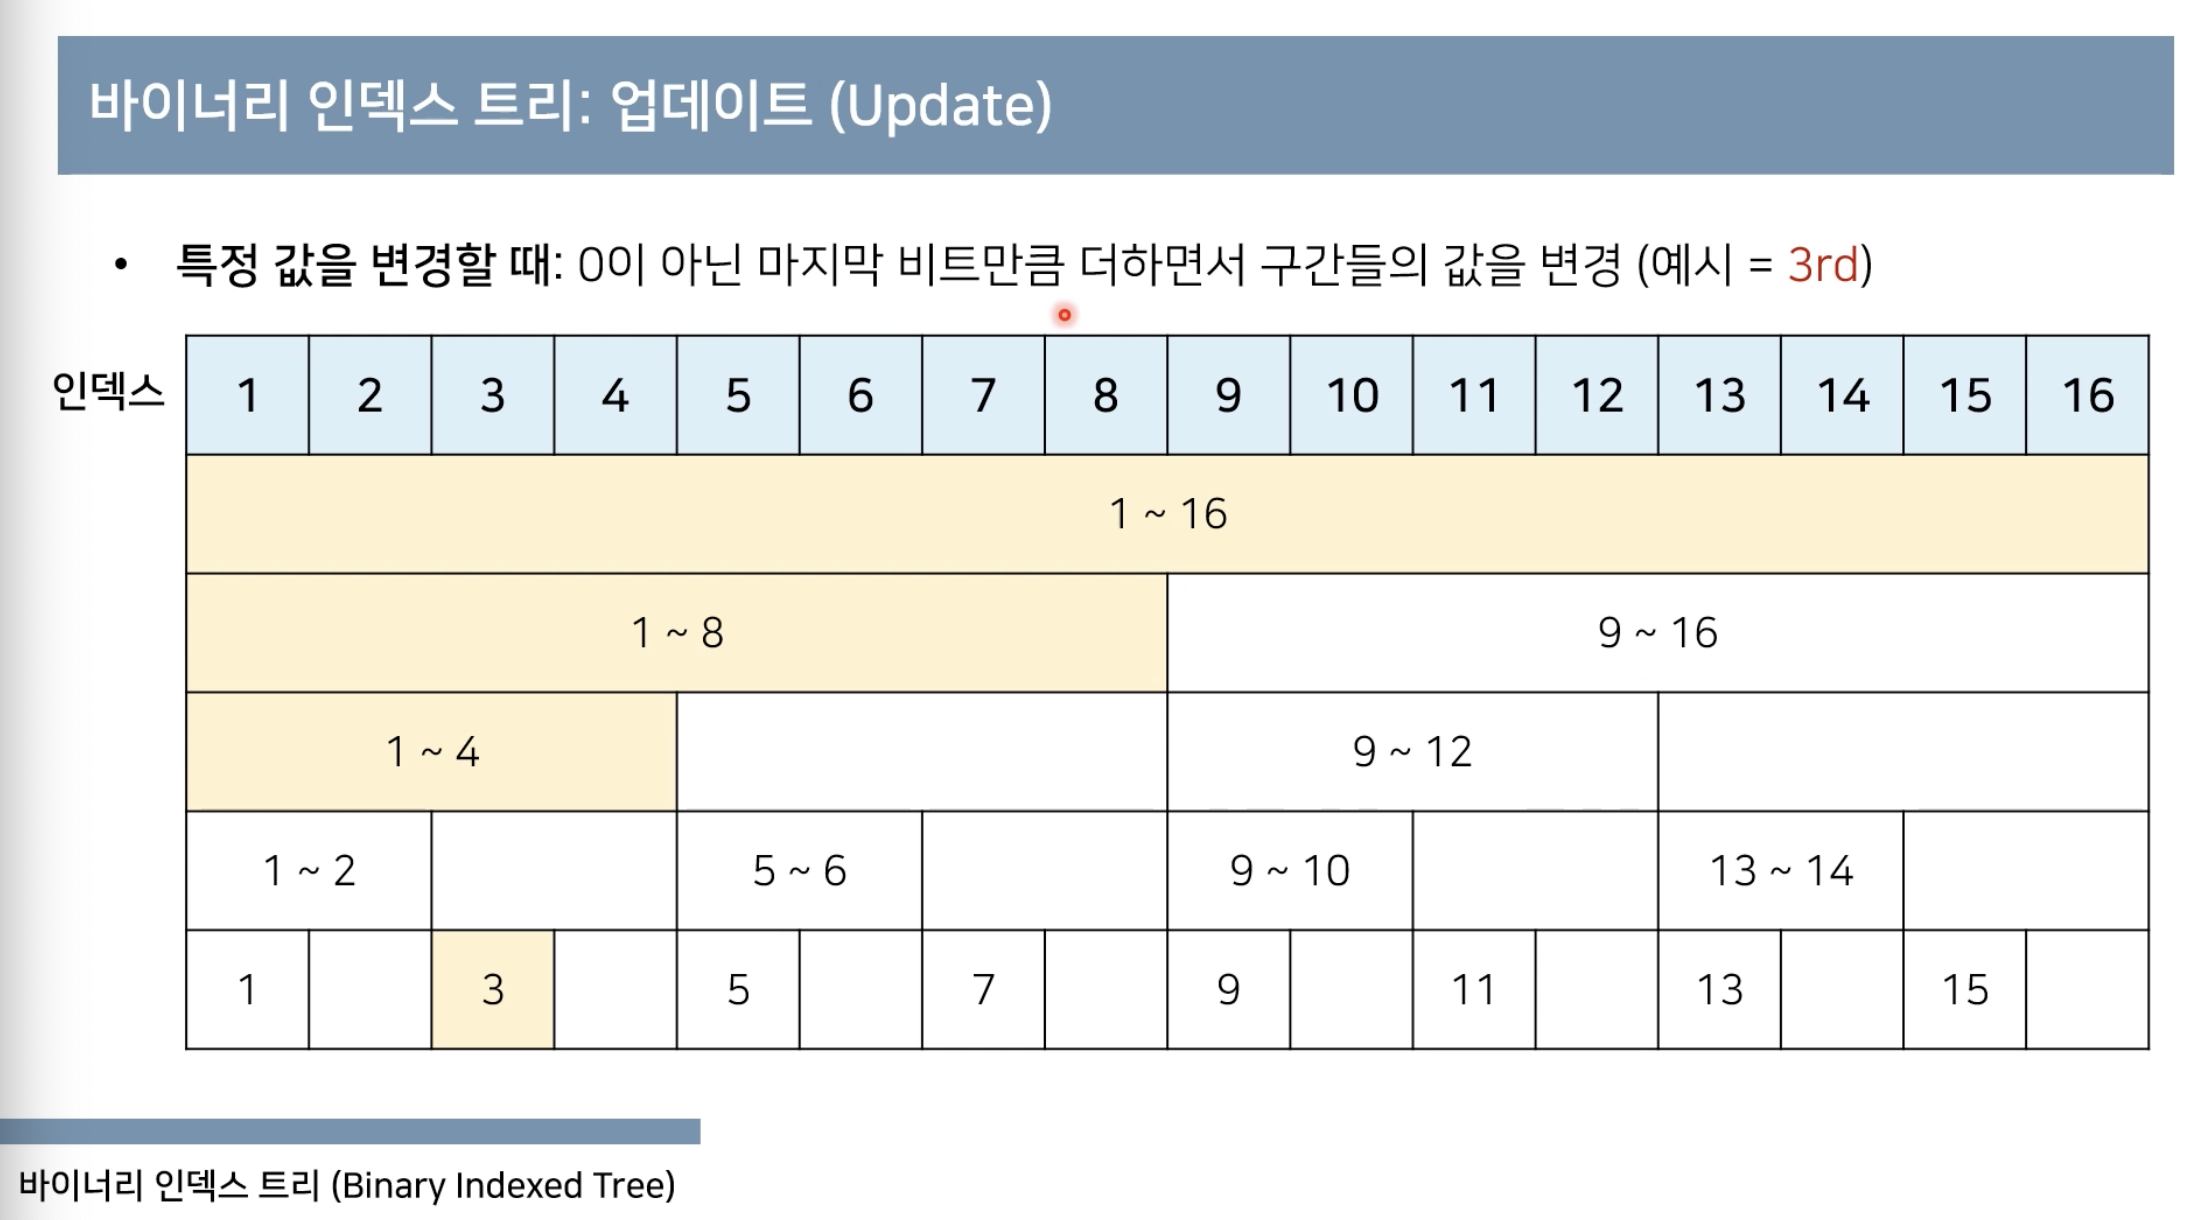 바이너리 인덱스 트리: 업데이트 (Update)
• 특정 값을 변경할 때: 0이 아닌 마지막 비트만큼 더하면서 구간들의 값을 변경 (예시 = 3rd)
인덱스 1 2 3 4 5 6 7 8 9 10 11 12 13 14 15 16
1 ~ 16
1 ~ 8 9 ~ 16
1 ~ 4 9 ~ 12
1 ~ 2 5 ~ 6 9 ~ 10 13 ~ 14
1 3 5 7 9 11 13 15
바이너리 인덱스 트리 (Binary Indexed Tree)